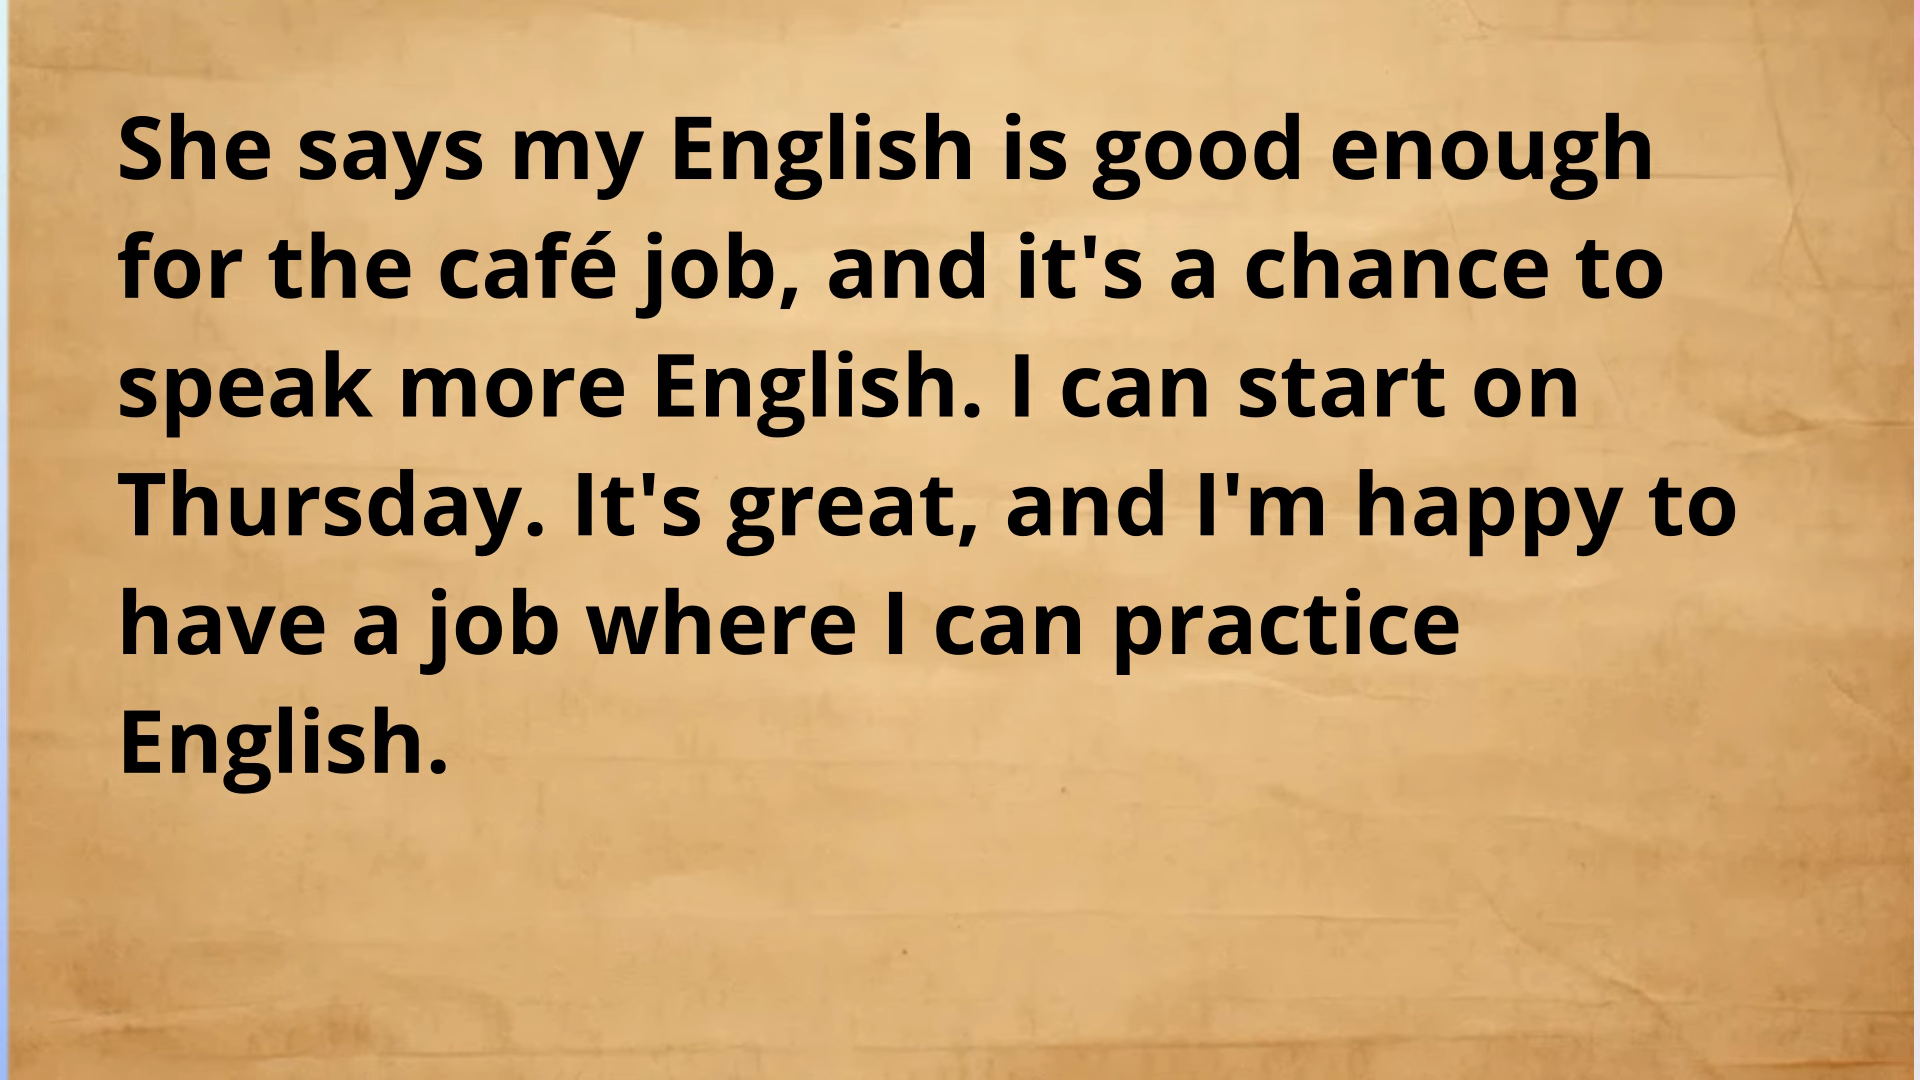 She says my English is good enough
for the café job, and it's a chance to
speak more English. I can start on
Thursday. It's great, and I'm happy to
have a job where I can practice
English.